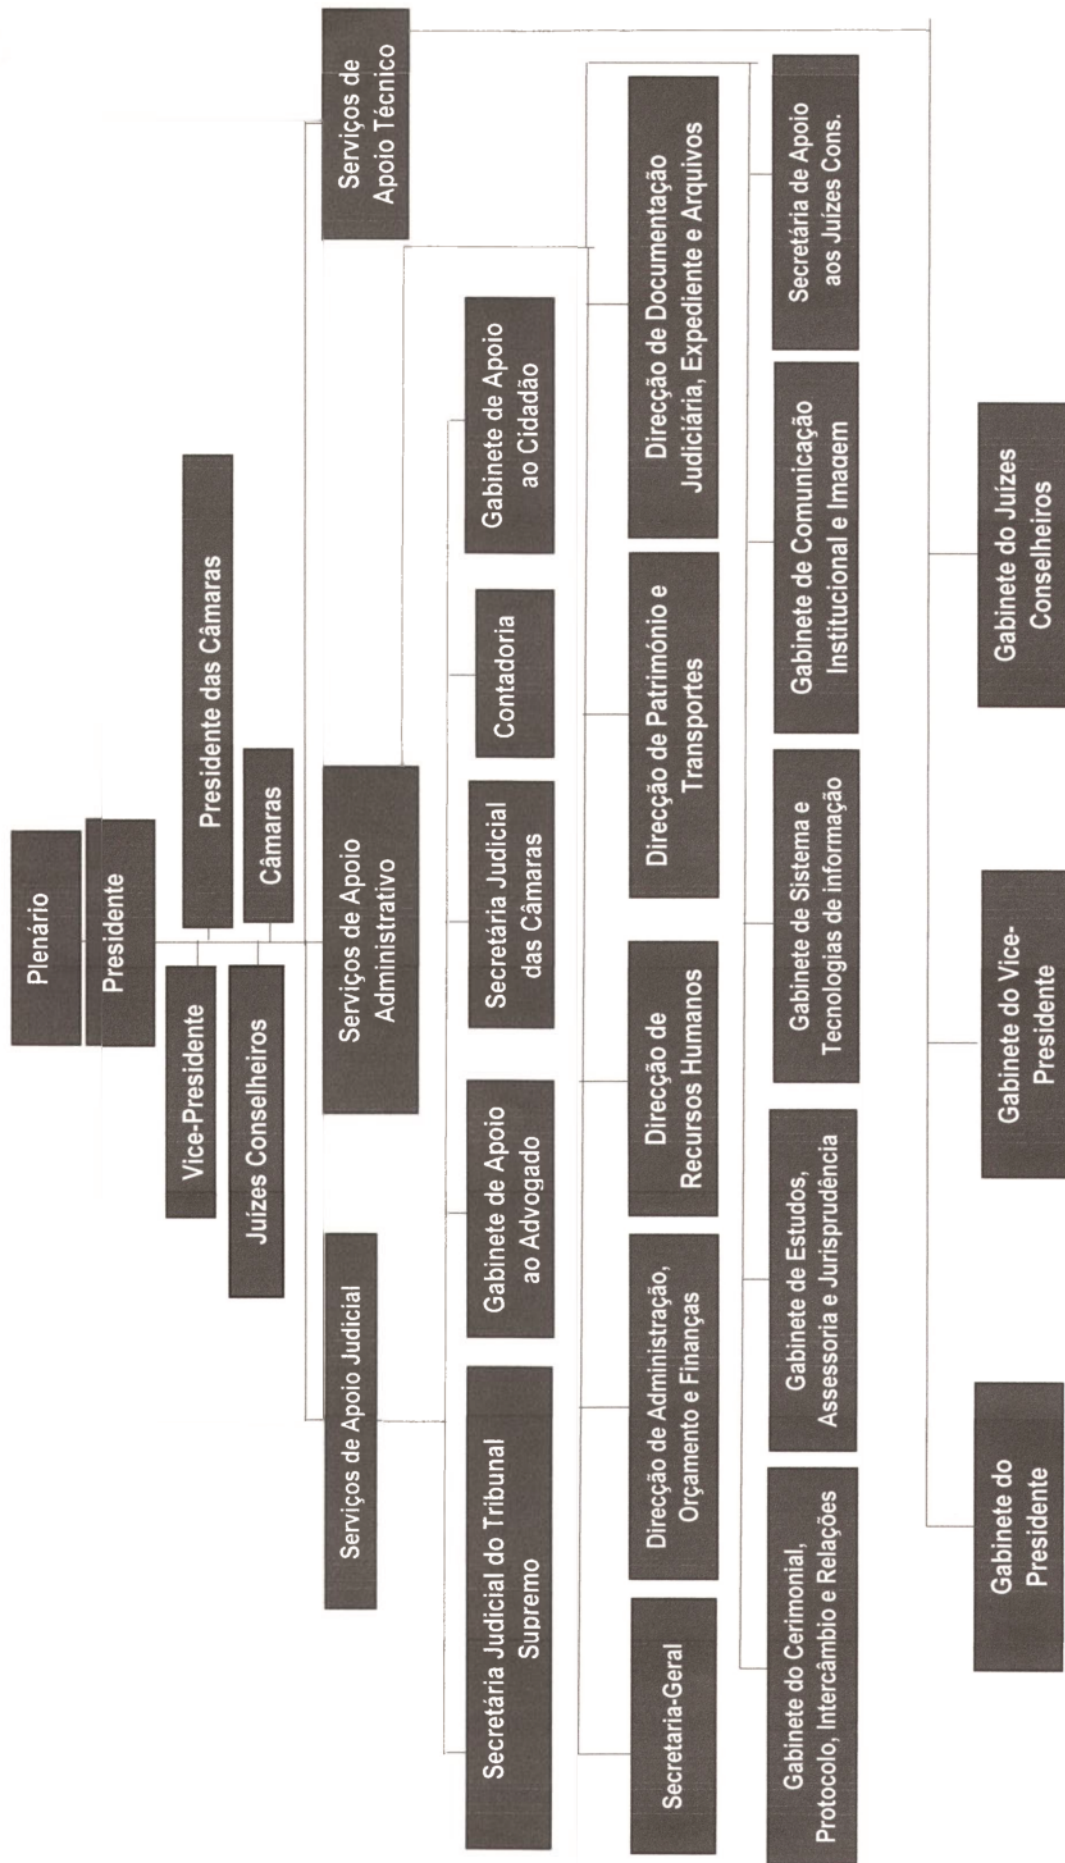 Plenário
Presidente
Vice-Presidente
Presidente das Câmaras
Juízes Conselheiros
Câmaras
Serviços de Apoio Judicial
Serviços de Apoio
Administrativo
Serviços de
Apoio Técnico
Secretária Judicial do Tribunal
Supremo
Gabinete de Apoio
ao Advogado
Secretária Judicial
das Câmaras
Contadoria
Gabinete de Apoio
ao Cidadão
Secretaria-Geral
Direcção de Administração,
Orçamento e Finanças
Direcção de
Recursos Humanos
Direcção de Património e
Transportes
Direcção de Documentação
Judiciária, Expediente e Arquivos
Gabinete do Cerimonial,
Protocolo, Intercâmbio e Relações
Gabinete de Estudos,
Assessoria e Jurisprudência
Gabinete de Sistema e
Tecnologias de informação
Gabinete de Comunicação
Institucional e Imagem
Secretária de Apoio
aos Juízes Cons.
Gabinete do
Presidente
Gabinete do Vice-
Presidente
Gabinete do Juízes
Conselheiros